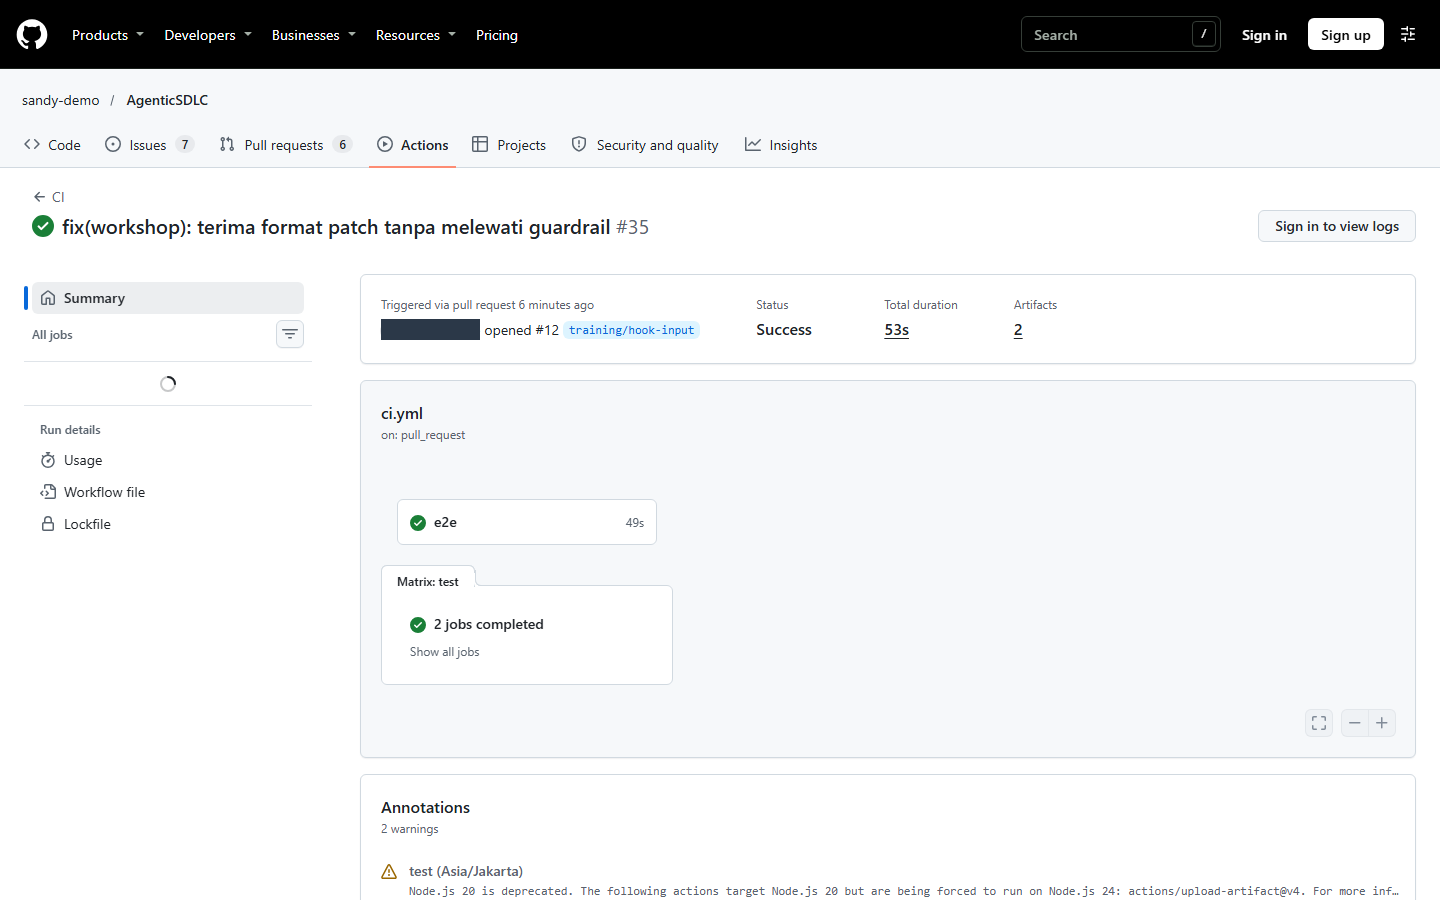 Products
Developers
Businesses
Resources
Pricing
Search
/
Sign in
Sign up
sandy-demo / AgenticSDLC
Code
Issues 7
Pull requests 6
Actions
Projects
Security and quality
Insights
CI
fix(workshop): terima format patch tanpa melewati guardrail #35
Sign in to view logs
Summary
All jobs
Run details
Usage
Workflow file
Lockfile
Triggered via pull request 6 minutes ago
opened #12 training/hook-input
Status
Success
Total duration
53s
Artifacts
2
ci.yml
on: pull_request
e2e 49s
Matrix: test
2 jobs completed
Show all jobs
Annotations
2 warnings
test (Asia/Jakarta)
Node.js 20 is deprecated. The following actions target Node.js 20 but are being forced to run on Node.js 24: actions/upload-artifact@v4. For more inf…